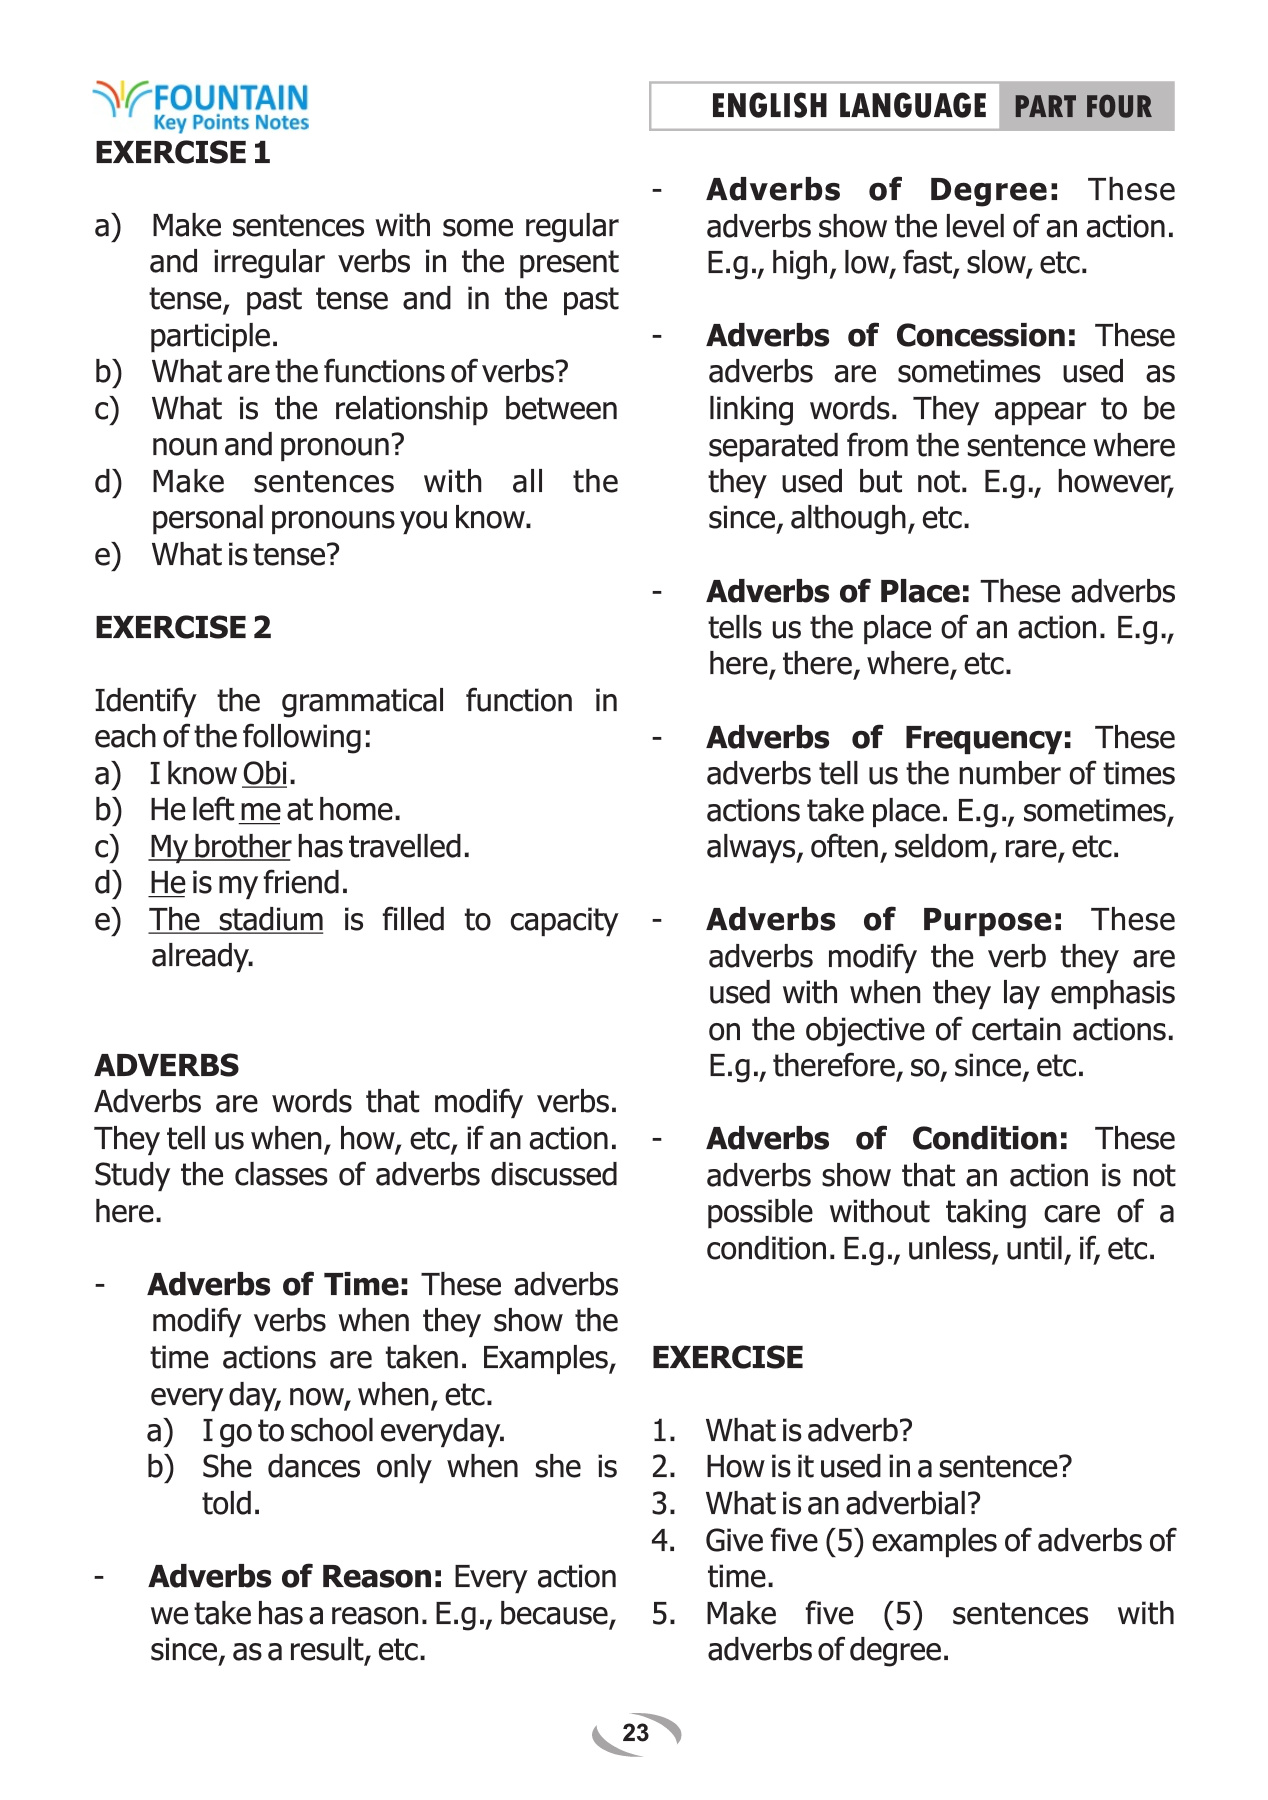 FOUNTAIN
Key Points Notes
ENGLISH LANGUAGE PART FOUR
EXERCISE 1
a) Make sentences with some regular
and irregular verbs in the present
tense, past tense and in the past
participle.
b) What are the functions of verbs?
c) What is the relationship between
noun and pronoun?
d) Make sentences with all the
personal pronouns you know.
e) What is tense?
EXERCISE 2
Identify the grammatical function in
each of the following:
a) I know Obi.
b) He left me at home.
c) My brother has travelled.
d) He is my friend.
e) The stadium is filled to capacity
already.
ADVERBS
Adverbs are words that modify verbs.
They tell us when, how, etc, if an action.
Study the classes of adverbs discussed
here.
- Adverbs of Time: These adverbs
modify verbs when they show the
time actions are taken. Examples,
every day, now, when, etc.
a) I go to school everyday.
b) She dances only when she is
told.
- Adverbs of Reason: Every action
we take has a reason. E.g., because,
since, as a result, etc.
- Adverbs of Degree: These
adverbs show the level of an action.
E.g., high, low, fast, slow, etc.
- Adverbs of Concession: These
adverbs are sometimes used as
linking words. They appear to be
separated from the sentence where
they used but not. E.g., however,
since, although, etc.
- Adverbs of Place: These adverbs
tells us the place of an action. E.g.,
here, there, where, etc.
- Adverbs of Frequency: These
adverbs tell us the number of times
actions take place. E.g., sometimes,
always, often, seldom, rare, etc.
- Adverbs of Purpose: These
adverbs modify the verb they are
used with when they lay emphasis
on the objective of certain actions.
E.g., therefore, so, since, etc.
- Adverbs of Condition: These
adverbs show that an action is not
possible without taking care of a
condition. E.g., unless, until, if, etc.
EXERCISE
1. What is adverb?
2. How is it used in a sentence?
3. What is an adverbial?
4. Give five (5) examples of adverbs of
time.
5. Make five (5) sentences with
adverbs of degree.
23